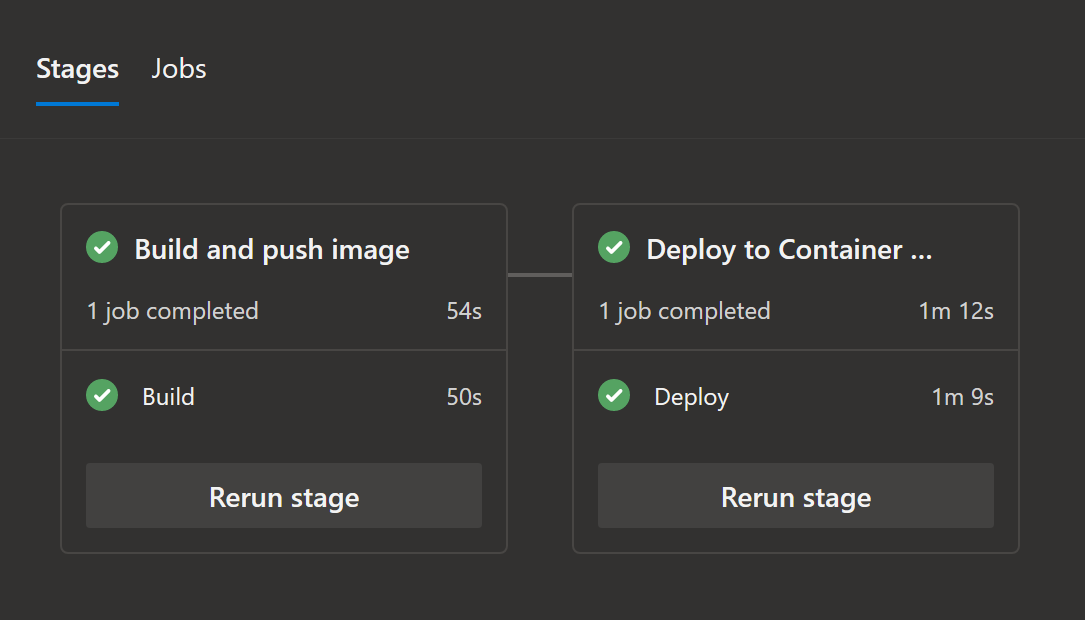 Stages Jobs
Build and push image
1 job completed 54s
Build 50s
Rerun stage
Deploy to Container ...
1 job completed 1m 12s
Deploy 1m 9s
Rerun stage